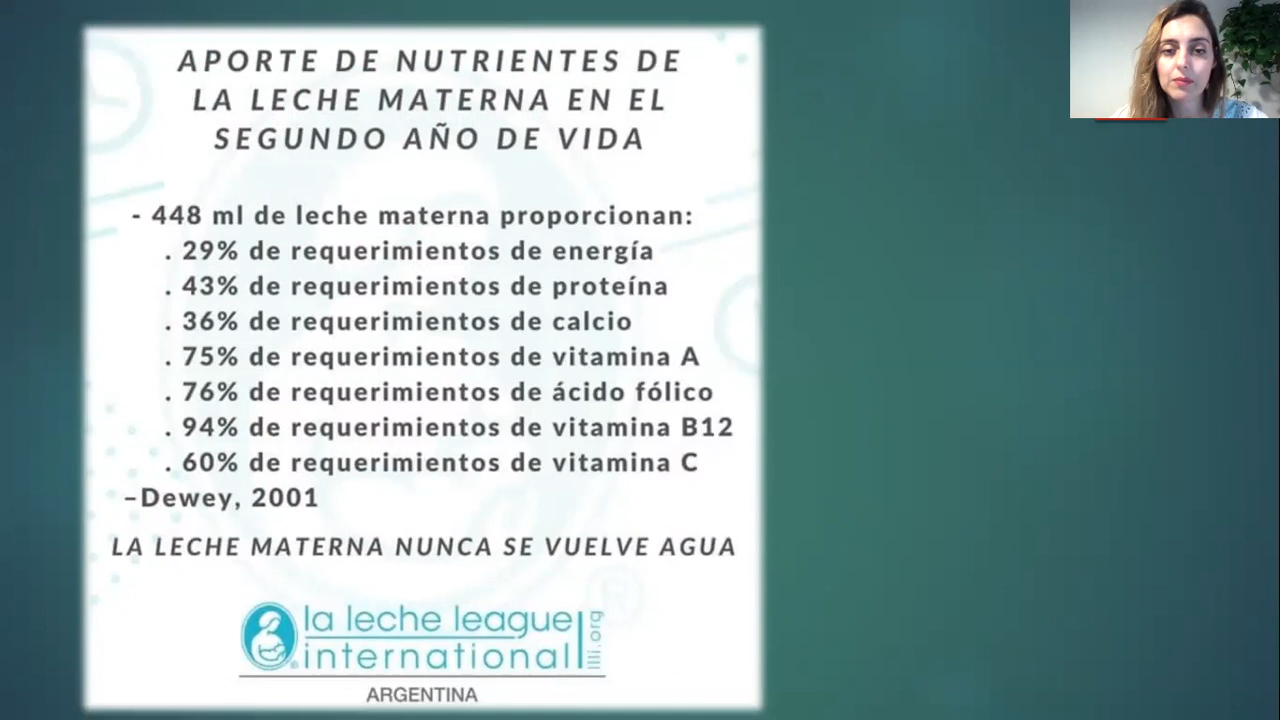 APORTE DE NUTRIENTES DE
LA LECHE MATERNA EN EL
SEGUNDO AÑO DE VIDA
- 448 ml de leche materna proporcionan:
. 29% de requerimientos de energía
. 43% de requerimientos de proteína
. 36% de requerimientos de calcio
. 75% de requerimientos de vitamina A
. 76% de requerimientos de ácido fólico
. 94% de requerimientos de vitamina B12
. 60% de requerimientos de vitamina C
–Dewey, 2001
LA LECHE MATERNA NUNCA SE VUELVE AGUA
la leche league
international
llli.org
ARGENTINA